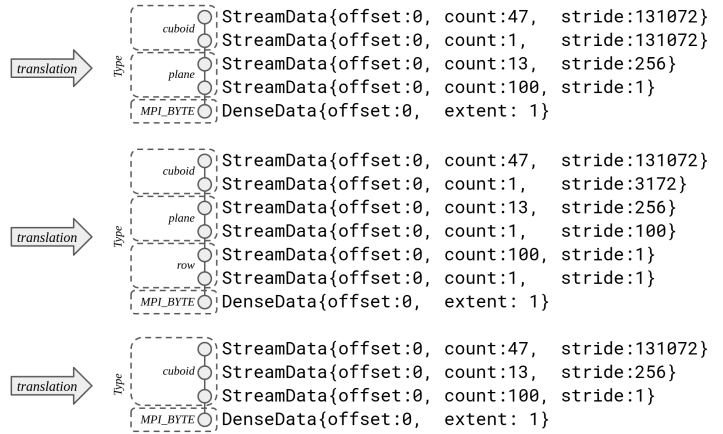 cuboid StreamData{offset:0, count:47, stride:131072}
StreamData{offset:0, count:1, stride:131072}
translation Type plane StreamData{offset:0, count:13, stride:256}
StreamData{offset:0, count:100, stride:1}
MPI_BYTE DenseData{offset:0, extent: 1}
cuboid StreamData{offset:0, count:47, stride:131072}
StreamData{offset:0, count:1, stride:3172}
plane StreamData{offset:0, count:13, stride:256}
translation Type StreamData{offset:0, count:1, stride:100}
row StreamData{offset:0, count:100, stride:1}
StreamData{offset:0, count:1, stride:1}
MPI_BYTE DenseData{offset:0, extent: 1}
StreamData{offset:0, count:47, stride:131072}
translation Type cuboid StreamData{offset:0, count:13, stride:256}
StreamData{offset:0, count:100, stride:1}
MPI_BYTE DenseData{offset:0, extent: 1}